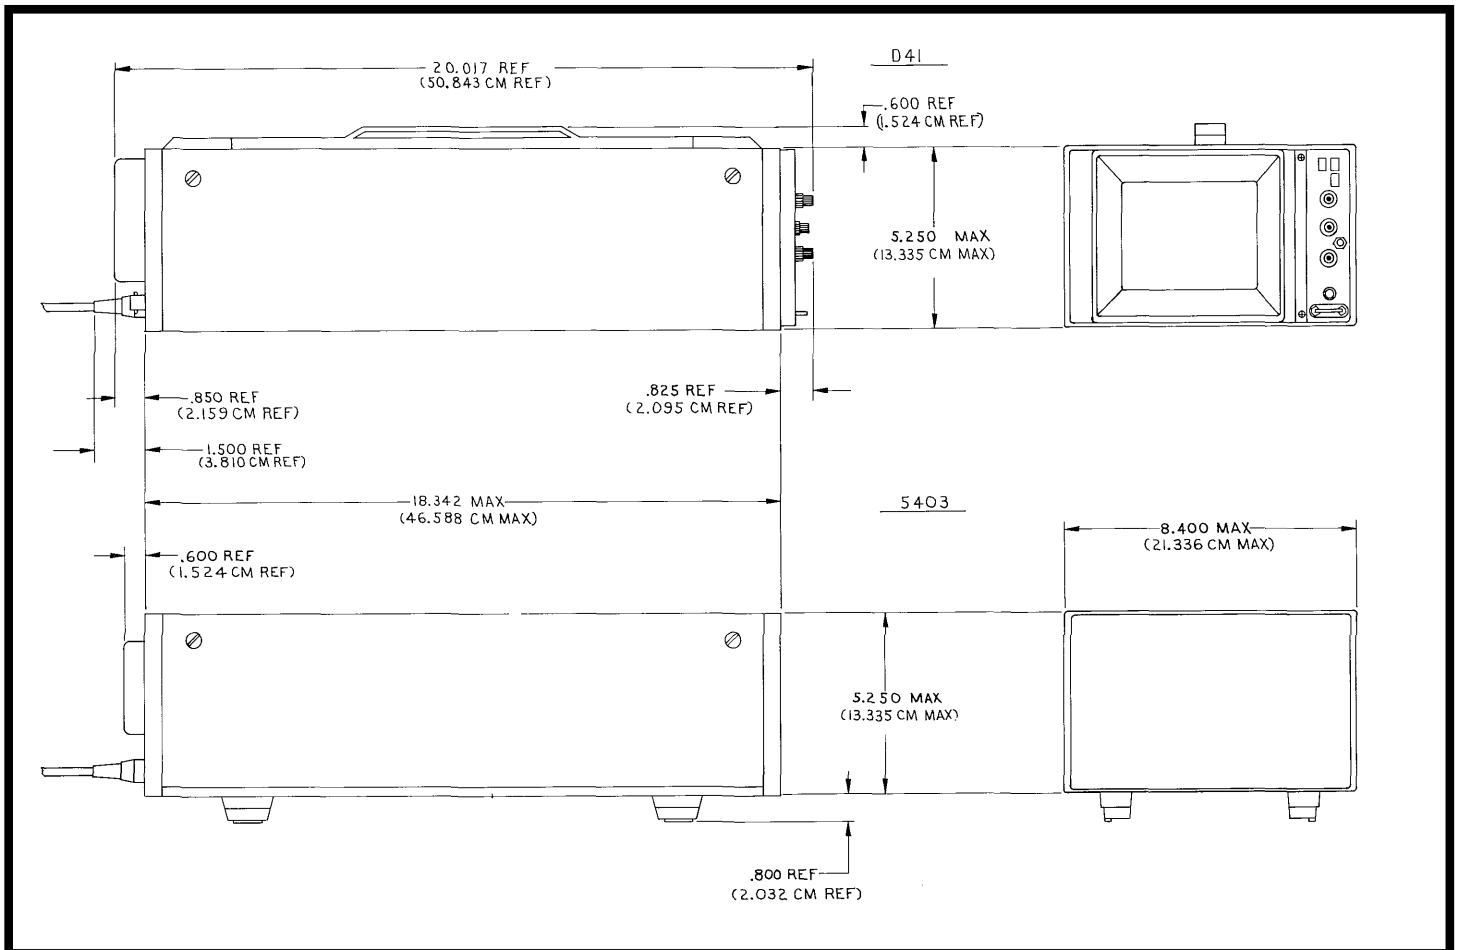 D41
20.017 REF
(50.843 CM REF)
.600 REF
(1.524 CM REF)
5.250 MAX
(13.335 CM MAX)
.850 REF
(2.159 CM REF)
.825 REF
(2.095 CM REF)
1.500 REF
(3.810 CM REF)
18.342 MAX
(46.588 CM MAX)
5403
8.400 MAX
(21.336 CM MAX)
.600 REF
(1.524 CM REF)
5.250 MAX
(13.335 CM MAX)
.800 REF
(2.032 CM REF)